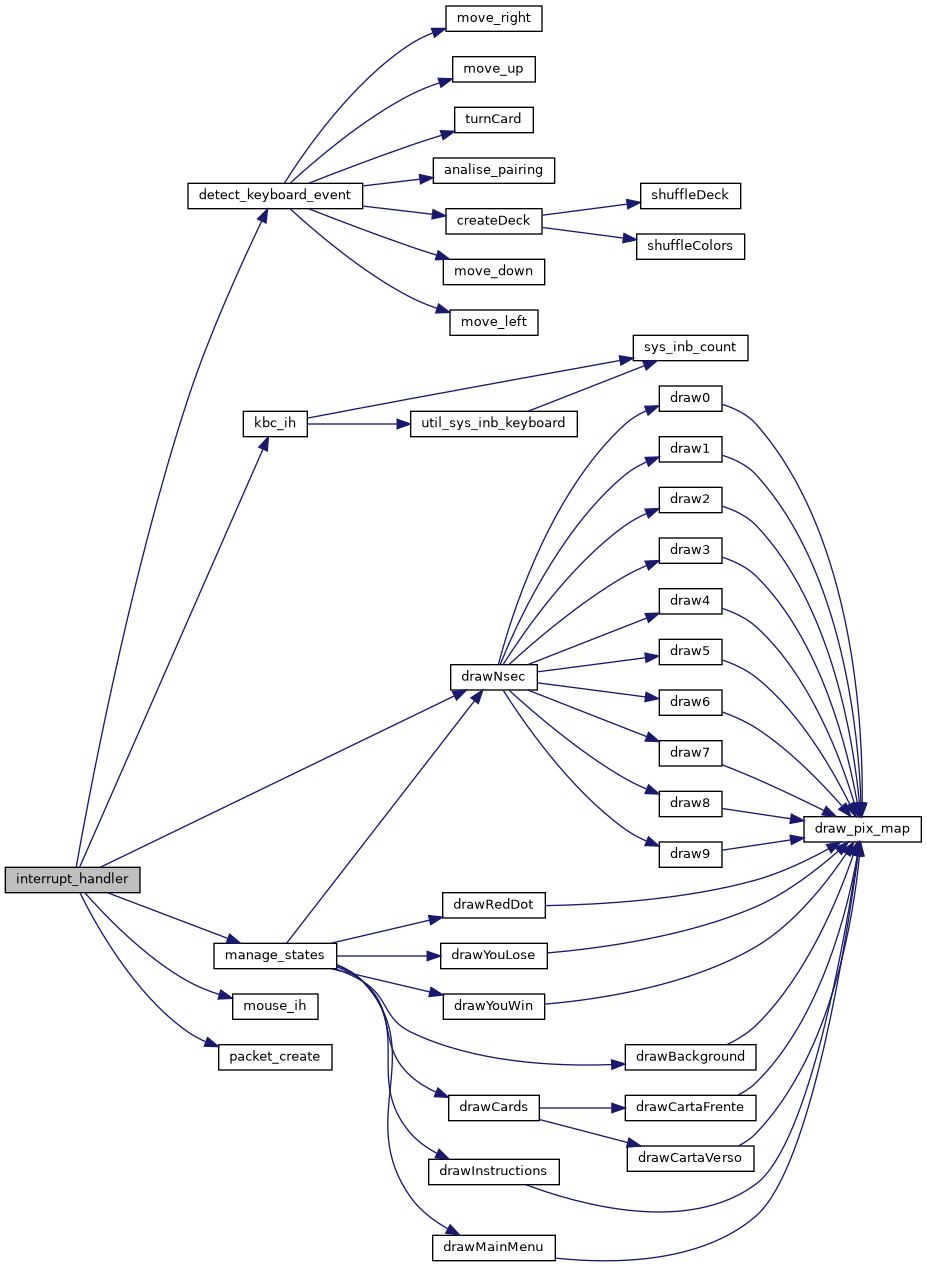 move_right
move_up
turnCard
analise_pairing
detect_keyboard_event
shuffleDeck
createDeck
shuffleColors
move_down
move_left
sys_inb_count
draw0
kbc_ih
util_sys_inb_keyboard
draw1
draw2
draw3
draw4
draw5
drawNsec
draw6
draw7
draw8
draw_pix_map
draw9
interrupt_handler
drawRedDot
manage_states
drawYouLose
mouse_ih
drawYouWin
packet_create
drawBackground
drawCards
drawCartaFrente
drawCartaVerso
drawInstructions
drawMainMenu